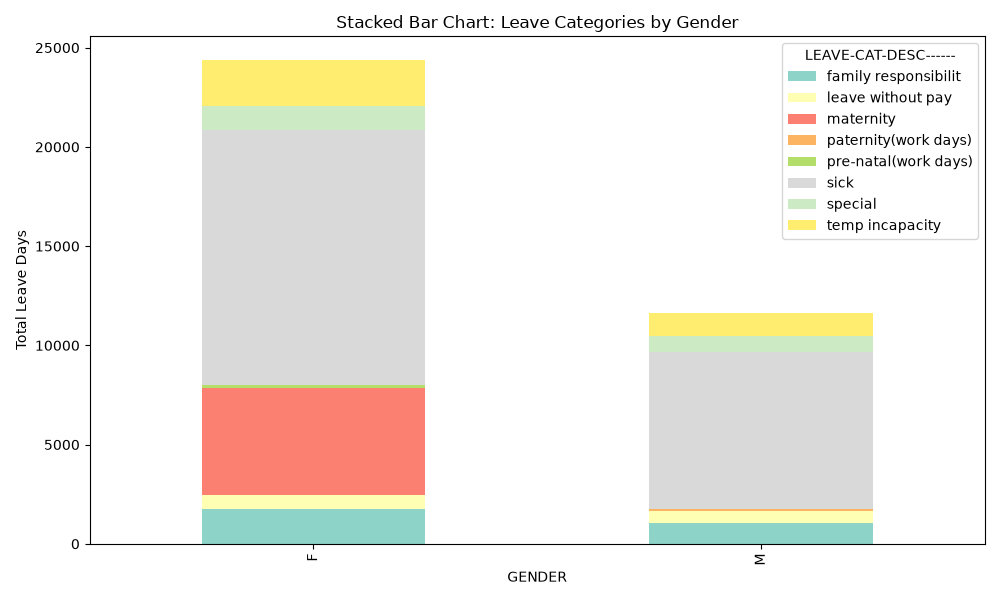 Stacked Bar Chart: Leave Categories by Gender
25000
20000
15000
10000
5000
0
Total Leave Days
F
M
GENDER
LEAVE-CAT-DESC------
family responsibilit
leave without pay
maternity
paternity(work days)
pre-natal(work days)
sick
special
temp incapacity